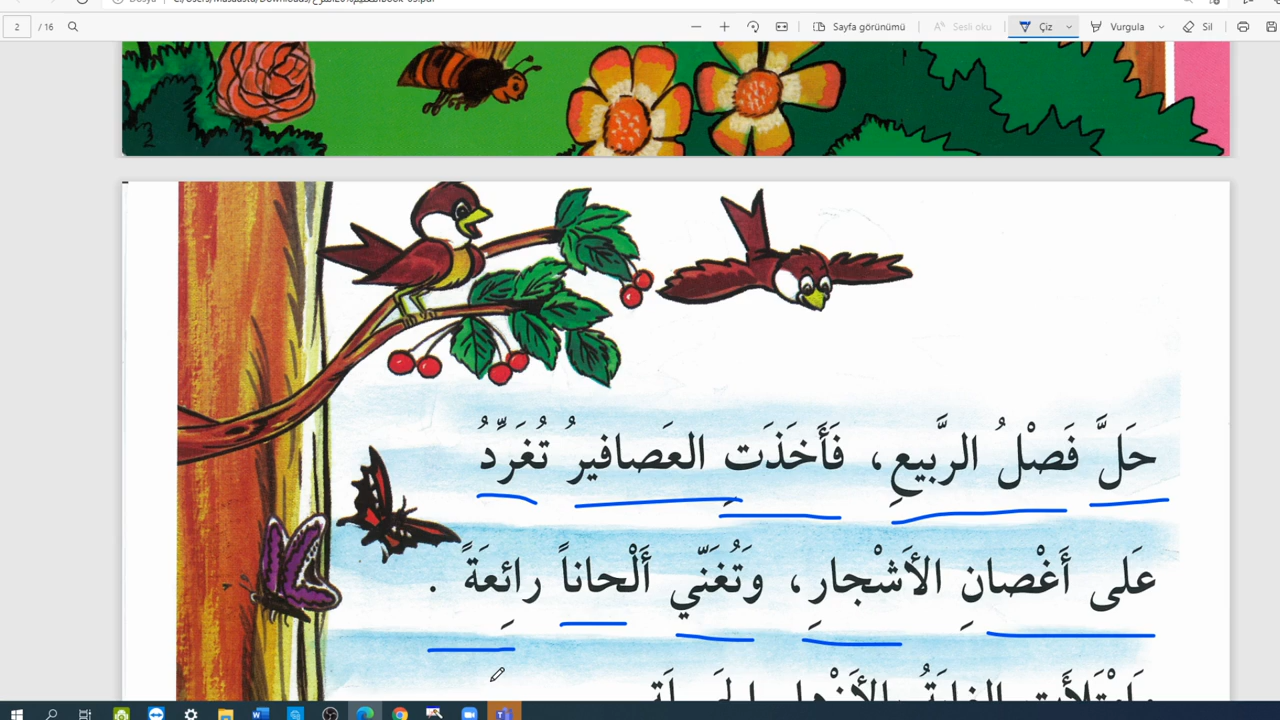 2 / 16
Sayfa görünümü
Sesli oku
Çiz
Vurgula
Sil
2
حَلَّ فَصْلُ الرَّبيعِ، فَأَخَذَتِ العَصافيرُ تُغَرِّدُ
عَلى أَغْصانِ الأَشْجارِ، وَتُغَنّي أَلْحاناً رائِعَةً .